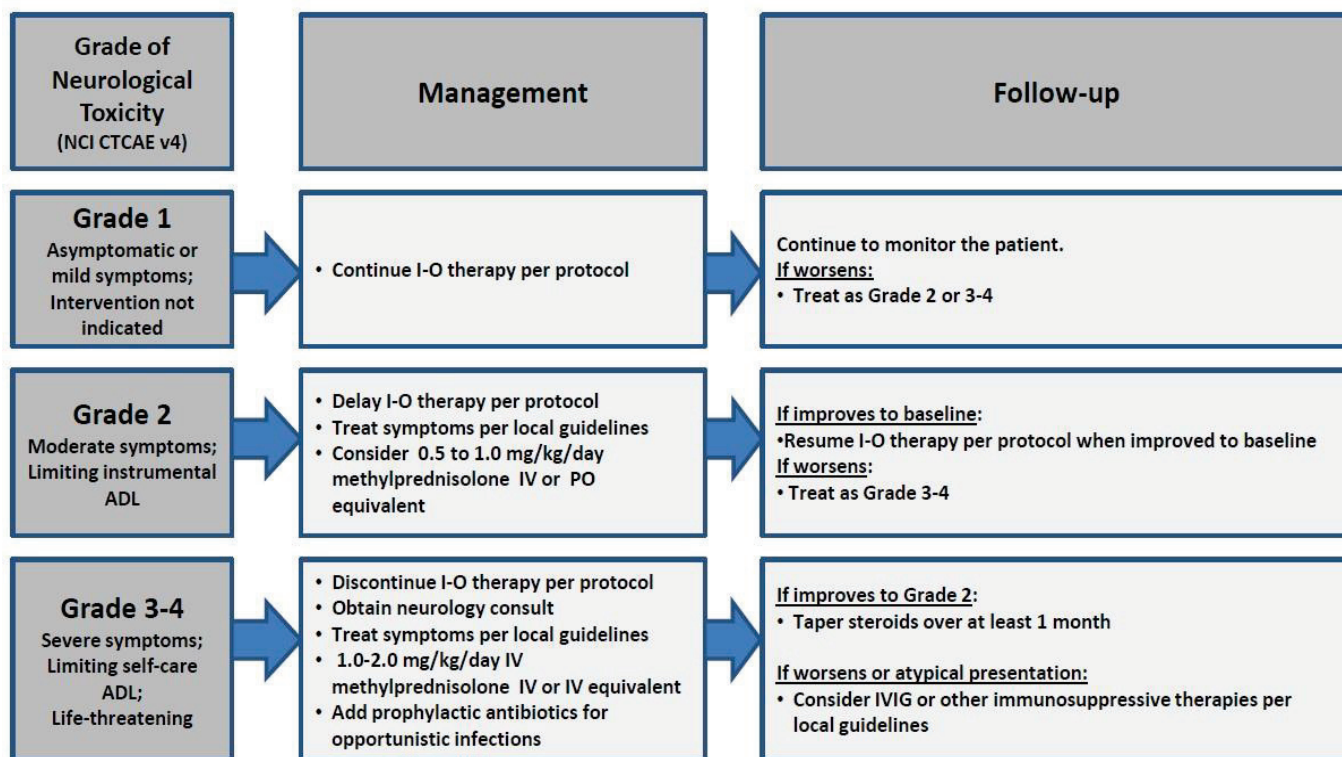 Grade of
Neurological
Toxicity
(NCI CTCAE v4)
Management
Follow-up
Grade 1
Asymptomatic or
mild symptoms;
Intervention not
indicated
• Continue I-O therapy per protocol
Continue to monitor the patient.
If worsens:
• Treat as Grade 2 or 3-4
Grade 2
Moderate symptoms;
Limiting instrumental
ADL
• Delay I-O therapy per protocol
• Treat symptoms per local guidelines
• Consider 0.5 to 1.0 mg/kg/day
methylprednisolone IV or PO
equivalent
If improves to baseline:
•Resume I-O therapy per protocol when improved to baseline
If worsens:
• Treat as Grade 3-4
Grade 3-4
Severe symptoms;
Limiting self-care
ADL;
Life-threatening
• Discontinue I-O therapy per protocol
• Obtain neurology consult
• Treat symptoms per local guidelines
• 1.0-2.0 mg/kg/day IV
methylprednisolone IV or IV equivalent
• Add prophylactic antibiotics for
opportunistic infections
If improves to Grade 2:
• Taper steroids over at least 1 month
If worsens or atypical presentation:
• Consider IVIG or other immunosuppressive therapies per
local guidelines